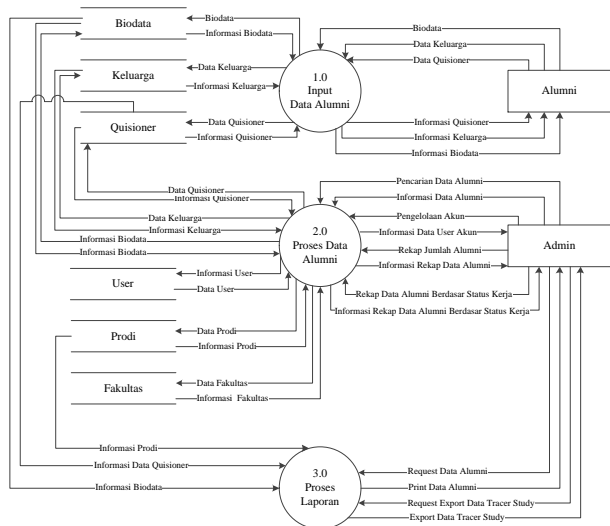 Biodata
Biodata
Informasi Biodata
Biodata
Data Keluarga
Data Quisioner
Keluarga
Data Keluarga
Informasi Keluarga
1.0
Input
Data Alumni
Alumni
Quisioner
Data Quisioner
Informasi Quisioner
Informasi Quisioner
Informasi Keluarga
Informasi Biodata
Data Quisioner
Informasi Quisioner
Data Keluarga
Informasi Keluarga
Informasi Biodata
Informasi Biodata
2.0
Proses Data
Alumni
Pencarian Data Alumni
Informasi Data Alumni
Pengelolaan Akun
Informasi Data User Akun
Rekap Jumlah Alumni
Informasi Rekap Data Alumni
Admin
Rekap Data Alumni Berdasar Status Kerja
Informasi Rekap Data Alumni Berdasar Status Kerja
User
Informasi User
Data User
Prodi
Data Prodi
Informasi Prodi
Fakultas
Data Fakultas
Informasi Fakultas
Informasi Prodi
Informasi Data Quisioner
Informasi Biodata
3.0
Proses
Laporan
Request Data Alumni
Print Data Alumni
Request Export Data Tracer Study
Export Data Tracer Study